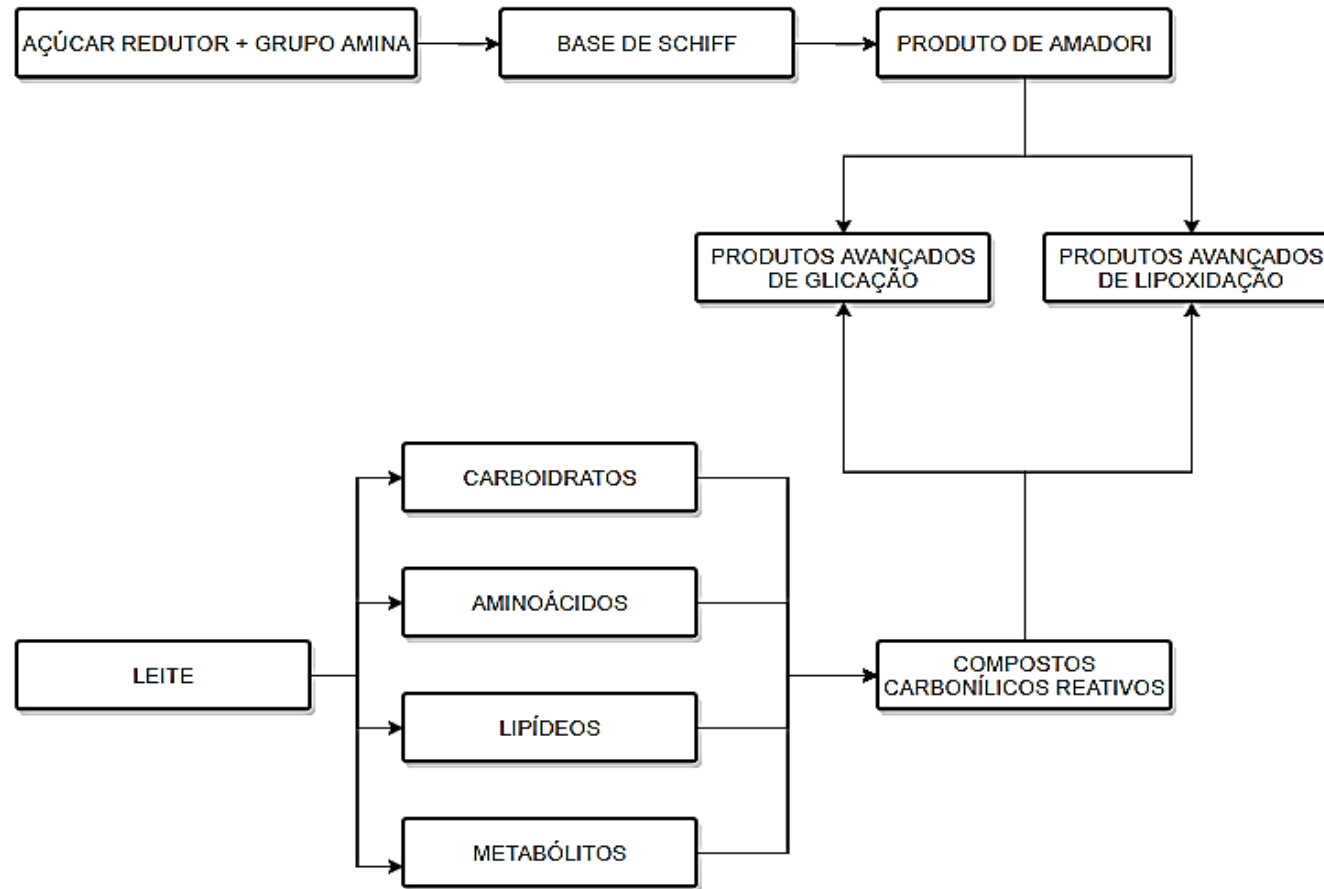 AÇÚCAR REDUTOR + GRUPO AMINA
BASE DE SCHIFF
PRODUTO DE AMADORI
PRODUTOS AVANÇADOS
DE GLICAÇÃO
PRODUTOS AVANÇADOS
DE LIPOXIDAÇÃO
CARBOIDRATOS
AMINOÁCIDOS
LEITE
COMPOSTOS
CARBONÍLICOS REATIVOS
LIPÍDEOS
METABÓLITOS